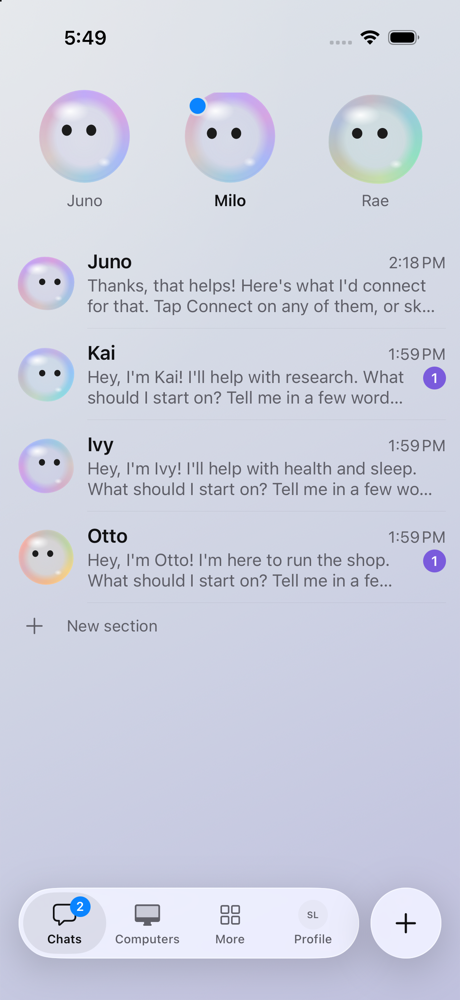 5:49
Juno
Milo
Rae
Juno
2:18 PM
Thanks, that helps! Here's what I'd connect
for that. Tap Connect on any of them, or sk...
Kai
1:59 PM
Hey, I'm Kai! I'll help with research. What
should I start on? Tell me in a few word...
1
Ivy
1:59 PM
Hey, I'm Ivy! I'll help with health and sleep.
What should I start on? Tell me in a few wo...
Otto
1:59 PM
Hey, I'm Otto! I'm here to run the shop.
What should I start on? Tell me in a fe...
1
New section
2
SL
Chats
Computers
More
Profile